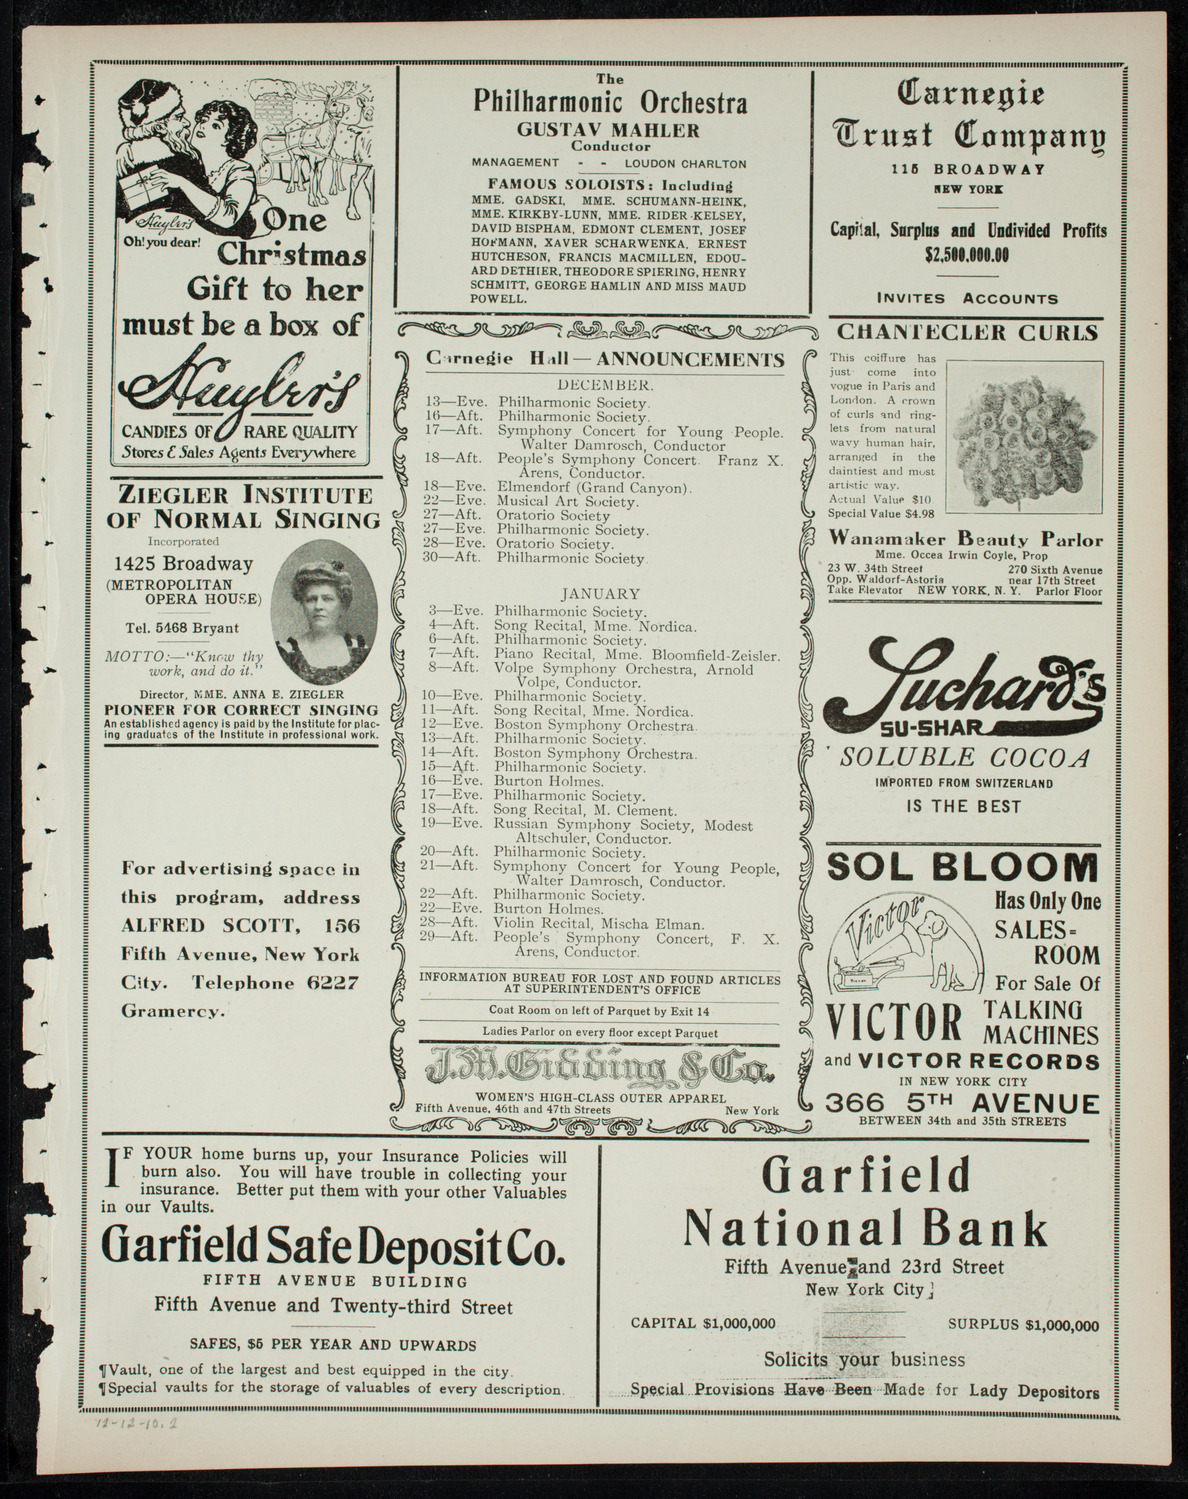 Huyler's
Oh! you dear!
One
Christmas
Gift to her
must be a box of
Huyler's
CANDIES OF RARE QUALITY
Stores & Sales Agents Everywhere
ZIEGLER INSTITUTE
OF NORMAL SINGING
Incorporated
1425 Broadway
(METROPOLITAN
OPERA HOUSE)
Tel. 5468 Bryant
MOTTO:—"Know thy
work, and do it."
Director, MME. ANNA E. ZIEGLER
PIONEER FOR CORRECT SINGING
An established agency is paid by the Institute for plac-
ing graduates of the Institute in professional work.
For advertising space in
this program, address
ALFRED SCOTT, 156
Fifth Avenue, New York
City. Telephone 6227
Gramercy.
The
Philharmonic Orchestra
GUSTAV MAHLER
Conductor
MANAGEMENT - - LOUDON CHARLTON
FAMOUS SOLOISTS: Including
MME. GADSKI, MME. SCHUMANN-HEINK,
MME. KIRKBY-LUNN, MME. RIDER-KELSEY,
DAVID BISPHAM, EDMONT CLEMENT, JOSEF
HOFMANN, XAVER SCHARWENKA, ERNEST
HUTCHESON, FRANCIS MACMILLEN, EDOU-
ARD DETHIER, THEODORE SPIERING, HENRY
SCHMITT, GEORGE HAMLIN AND MISS MAUD
POWELL.
Carnegie Hall—ANNOUNCEMENTS
DECEMBER.
13—Eve. Philharmonic Society.
16—Aft. Philharmonic Society.
17—Aft. Symphony Concert for Young People.
Walter Damrosch, Conductor
18—Aft. People's Symphony Concert. Franz X.
Arens, Conductor.
18—Eve. Elmendorf (Grand Canyon).
22—Eve. Musical Art Society.
27—Aft. Oratorio Society
27—Eve. Philharmonic Society.
28—Eve. Oratorio Society.
30—Aft. Philharmonic Society
JANUARY
3—Eve. Philharmonic Society.
4—Aft. Song Recital, Mme. Nordica.
6—Aft. Philharmonic Society.
7—Aft. Piano Recital, Mme. Bloomfield-Zeisler.
8—Aft. Volpe Symphony Orchestra, Arnold
Volpe, Conductor.
10—Eve. Philharmonic Society.
11—Aft. Song Recital, Mme. Nordica.
12—Eve. Boston Symphony Orchestra.
13—Aft. Philharmonic Society.
14—Aft. Boston Symphony Orchestra.
15—Aft. Philharmonic Society.
16—Eve. Burton Holmes.
17—Eve. Philharmonic Society.
18—Aft. Song Recital, M. Clement.
19—Eve. Russian Symphony Society, Modest
Altschuler, Conductor.
20—Aft. Philharmonic Society.
21—Aft. Symphony Concert for Young People,
Walter Damrosch, Conductor.
22—Aft. Philharmonic Society.
22—Eve. Burton Holmes.
28—Aft. Violin Recital, Mischa Elman.
29—Aft. People's Symphony Concert, F. X.
Arens, Conductor.
INFORMATION BUREAU FOR LOST AND FOUND ARTICLES
AT SUPERINTENDENT'S OFFICE
Coat Room on left of Parquet by Exit 14
Ladies Parlor on every floor except Parquet
J.M. Gidding & Co.
WOMEN'S HIGH-CLASS OUTER APPAREL
Fifth Avenue, 46th and 47th Streets New York
Carnegie
Trust Company
115 BROADWAY
NEW YORK
Capital, Surplus and Undivided Profits
$2,500,000.00
INVITES ACCOUNTS
CHANTECLER CURLS
This coiffure has
just come into
vogue in Paris and
London. A crown
of curls and ring-
lets from natural
wavy human hair,
arranged in the
daintiest and most
artistic way.
Actual Value $10
Special Value $4.98
Wanamaker Beauty Parlor
Mme. Occea Irwin Coyle, Prop
23 W. 34th Street 270 Sixth Avenue
Opp. Waldorf-Astoria near 17th Street
Take Elevator NEW YORK, N. Y. Parlor Floor
Suchard's
SU-SHAR
SOLUBLE COCOA
IMPORTED FROM SWITZERLAND
IS THE BEST
SOL BLOOM
Victor
Has Only One
SALES-
ROOM
For Sale Of
VICTOR TALKING
MACHINES
and VICTOR RECORDS
IN NEW YORK CITY
366 5TH AVENUE
BETWEEN 34th and 35th STREETS
IF YOUR home burns up, your Insurance Policies will
burn also. You will have trouble in collecting your
insurance. Better put them with your other Valuables
in our Vaults.
Garfield Safe Deposit Co.
FIFTH AVENUE BUILDING
Fifth Avenue and Twenty-third Street
SAFES, $5 PER YEAR AND UPWARDS
¶Vault, one of the largest and best equipped in the city.
¶Special vaults for the storage of valuables of every description.
Garfield
National Bank
Fifth Avenue and 23rd Street
New York City
CAPITAL $1,000,000 SURPLUS $1,000,000
Solicits your business
Special Provisions Have Been Made for Lady Depositors
12-12-10.2